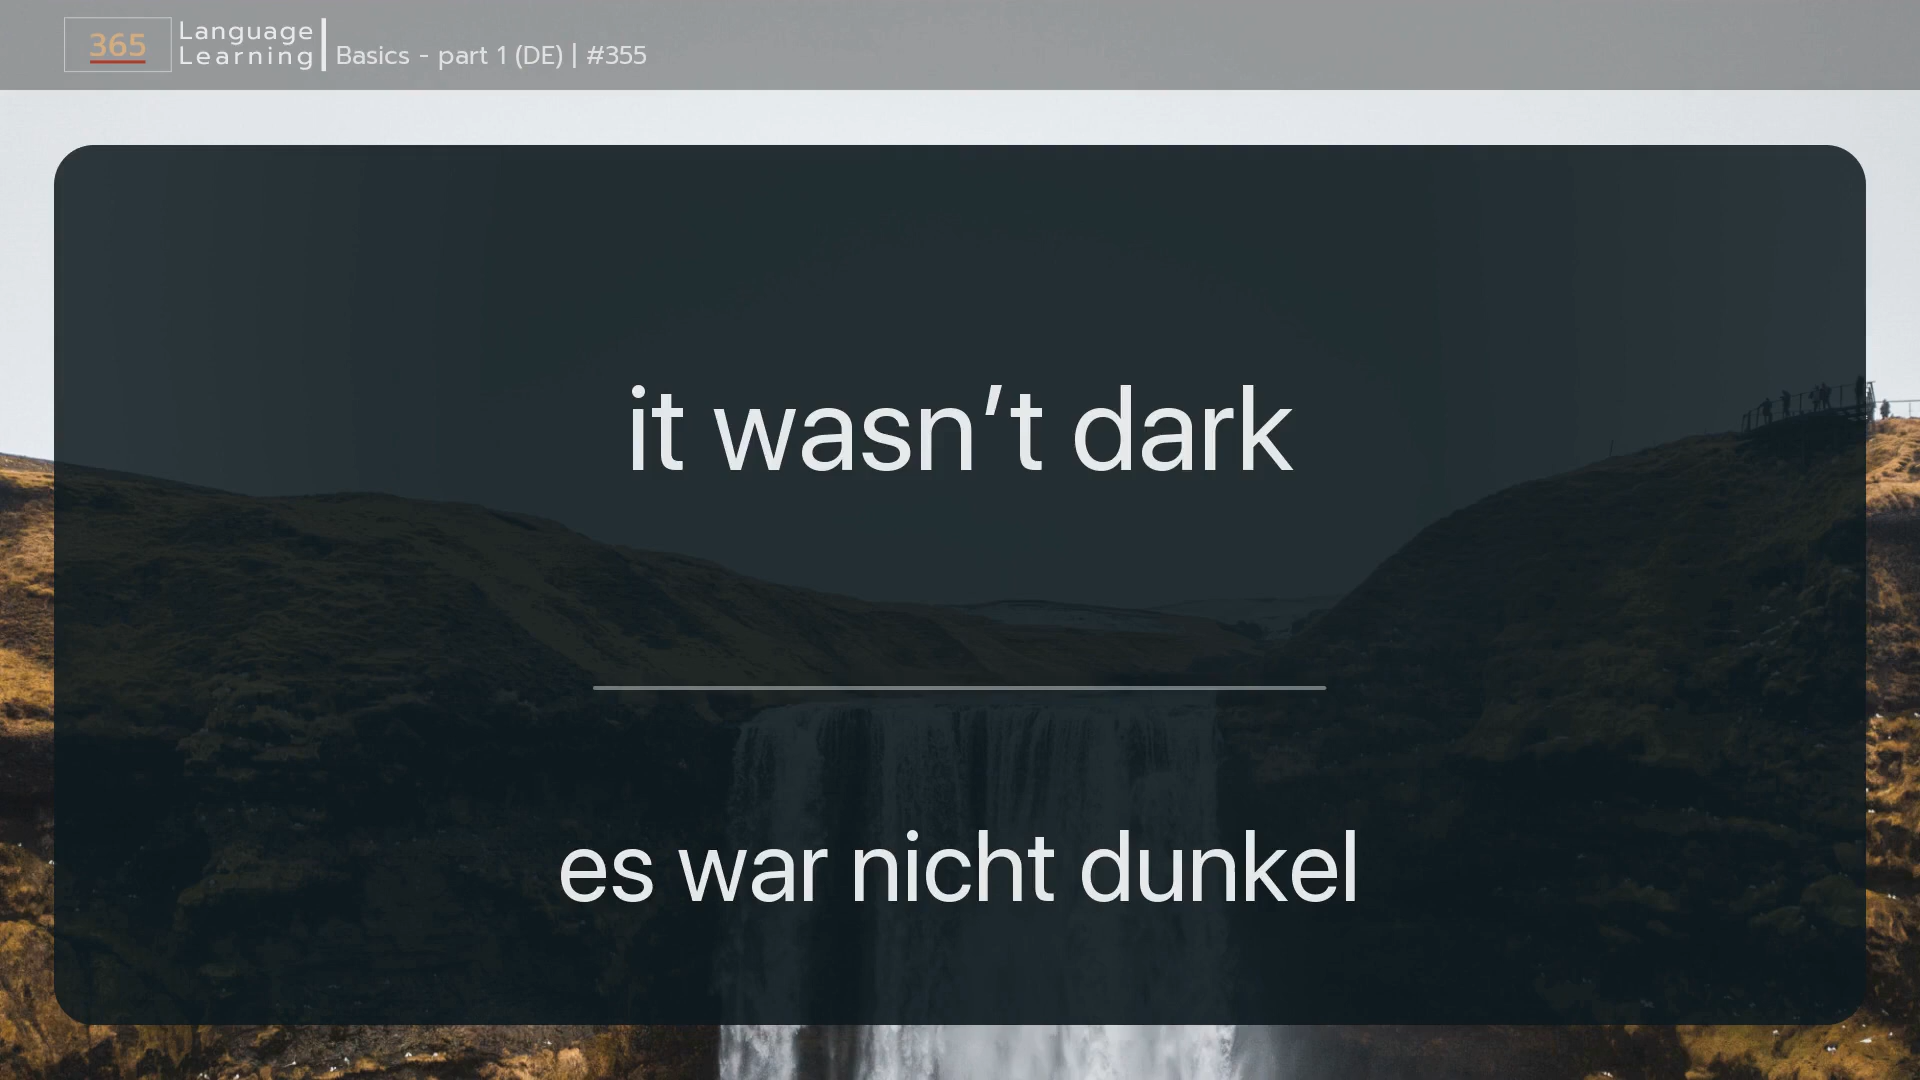 365
Language
Learning
Basics - part 1 (DE) | #355
it wasn’t dark
es war nicht dunkel